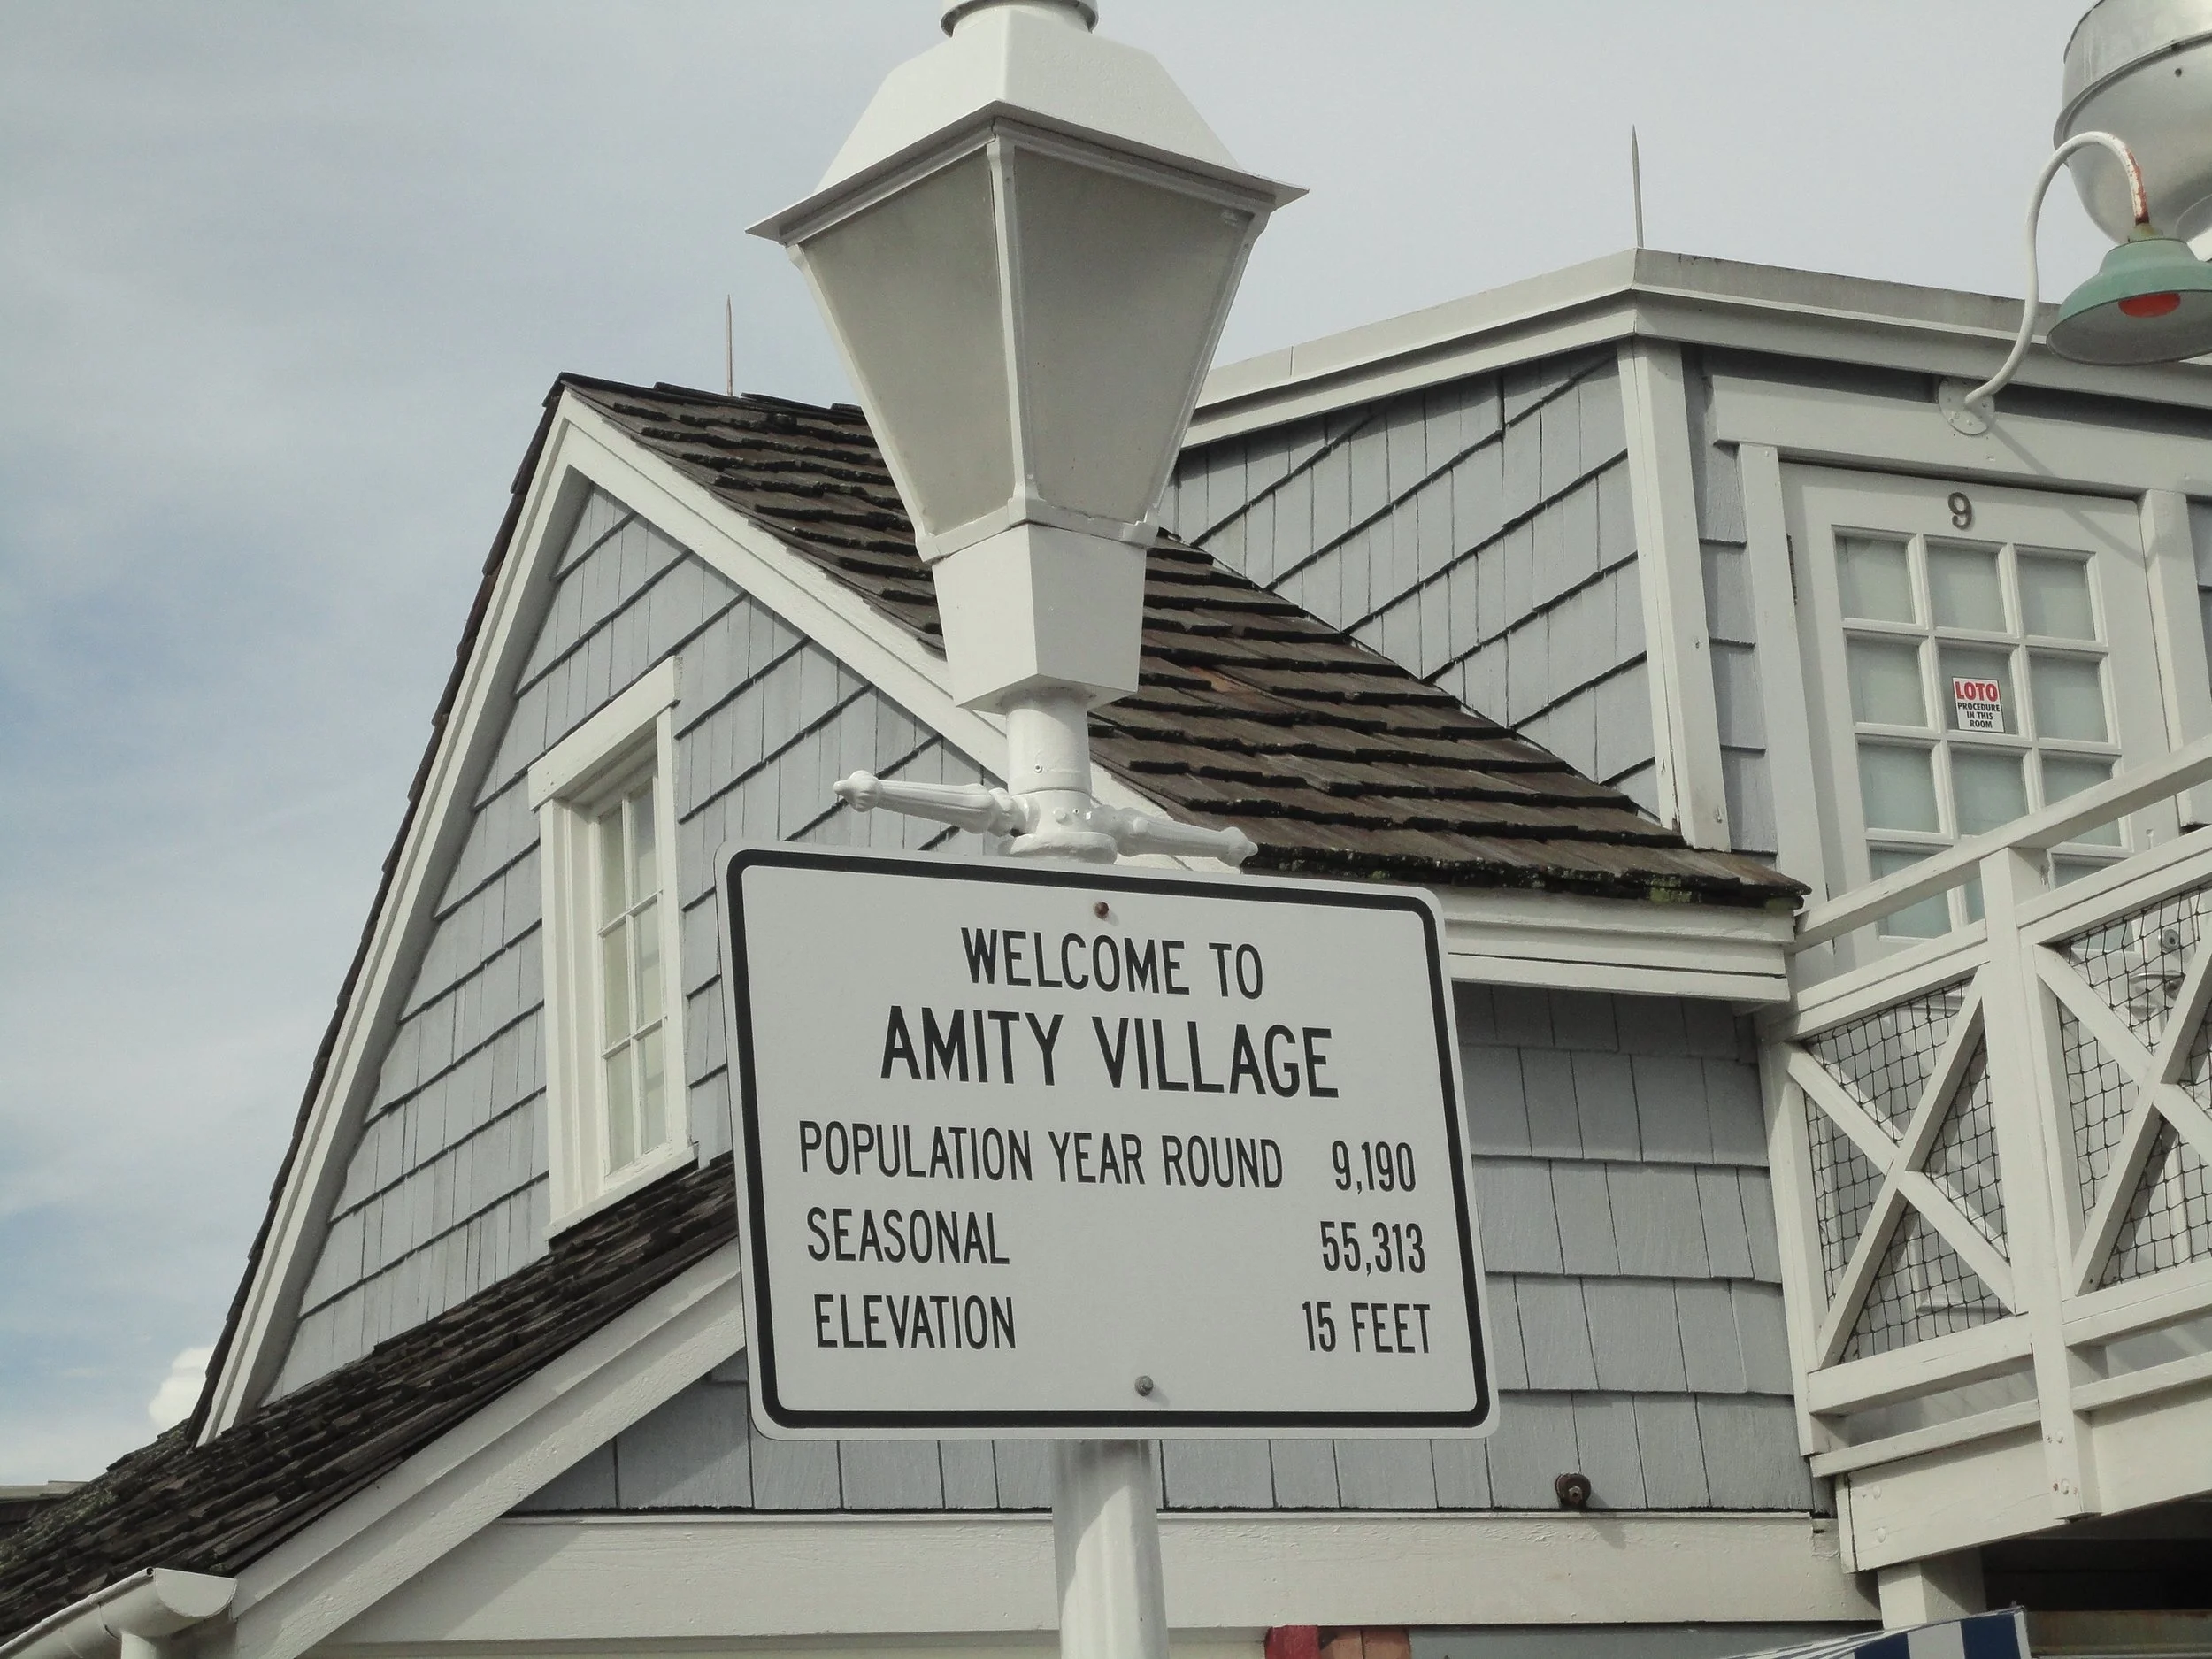 9
LOTO
PROCEDURE
IN THIS
ROOM
WELCOME TO
AMITY VILLAGE
POPULATION YEAR ROUND 9,190
SEASONAL 55,313
ELEVATION 15 FEET